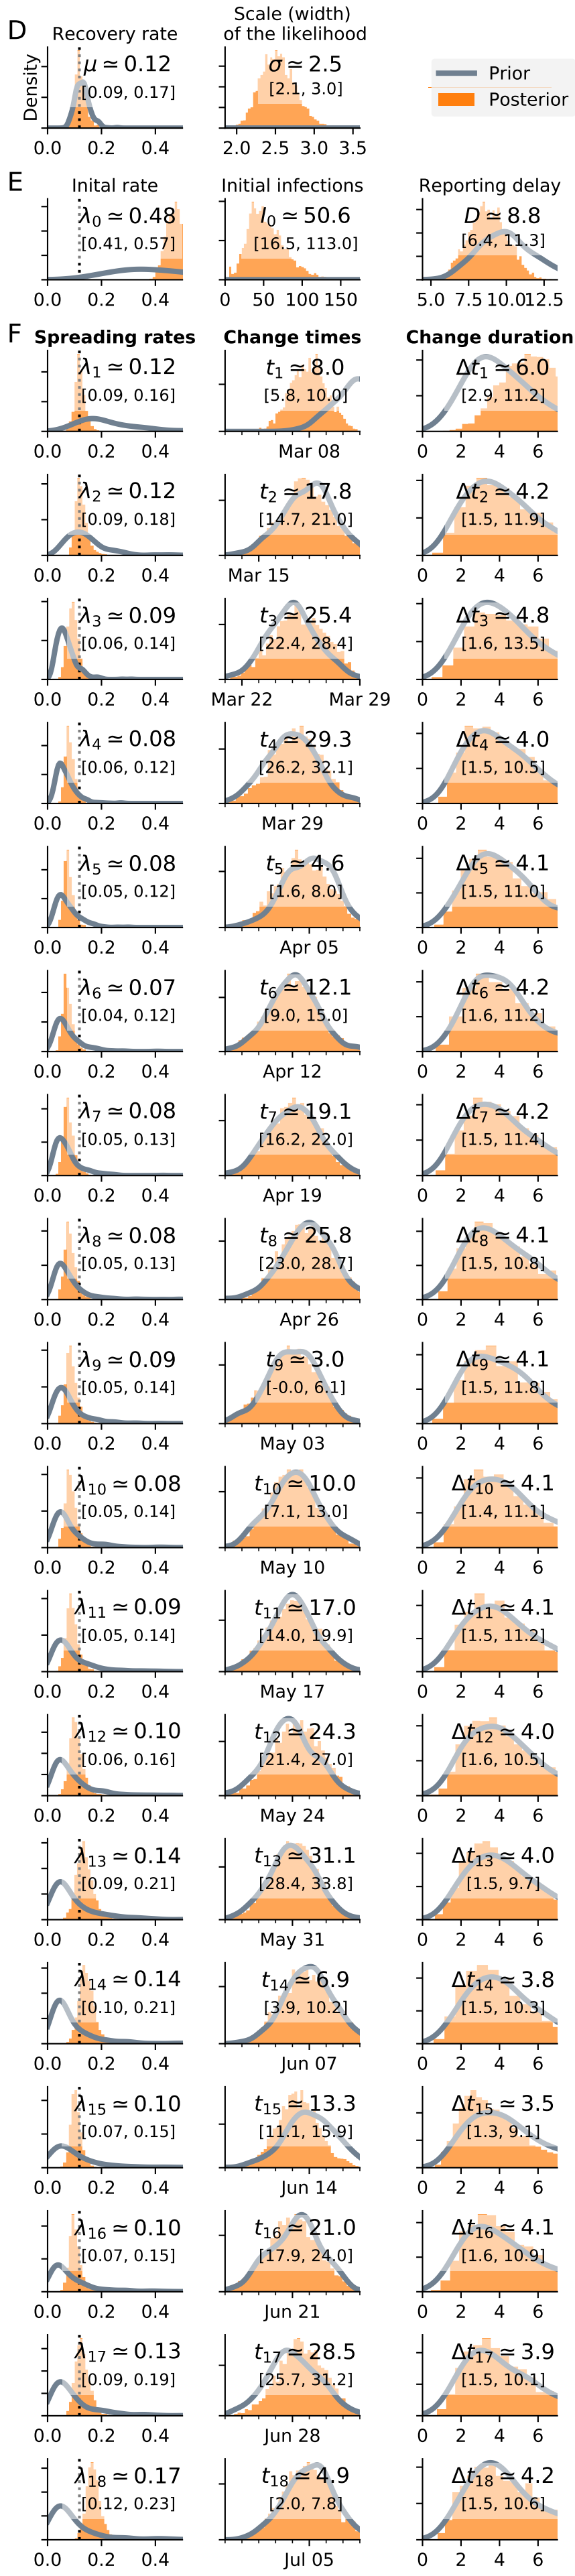 D
Recovery rate
Scale (width)
of the likelihood
Density
μ ≃ 0.12
[0.09, 0.17]
σ ≃ 2.5
[2.1, 3.0]
Prior
Posterior
0.0 0.2 0.4
2.0 2.5 3.0 3.5
E
Inital rate
Initial infections
Reporting delay
λ0 ≃ 0.48
[0.41, 0.57]
I0 ≃ 50.6
[16.5, 113.0]
D ≃ 8.8
[6.4, 11.3]
0.0 0.2 0.4
0 50 100 150
5.0 7.5 10.0 12.5
F
Spreading rates
Change times
Change duration
λ1 ≃ 0.12
[0.09, 0.16]
t1 ≃ 8.0
[5.8, 10.0]
Δt1 ≃ 6.0
[2.9, 11.2]
0.0 0.2 0.4
Mar 08
0 2 4 6
λ2 ≃ 0.12
[0.09, 0.18]
t2 ≃ 17.8
[14.7, 21.0]
Δt2 ≃ 4.2
[1.5, 11.9]
0.0 0.2 0.4
Mar 15
0 2 4 6
λ3 ≃ 0.09
[0.06, 0.14]
t3 ≃ 25.4
[22.4, 28.4]
Δt3 ≃ 4.8
[1.6, 13.5]
0.0 0.2 0.4
Mar 22 Mar 29
0 2 4 6
λ4 ≃ 0.08
[0.06, 0.12]
t4 ≃ 29.3
[26.2, 32.1]
Δt4 ≃ 4.0
[1.5, 10.5]
0.0 0.2 0.4
Mar 29
0 2 4 6
λ5 ≃ 0.08
[0.05, 0.12]
t5 ≃ 4.6
[1.6, 8.0]
Δt5 ≃ 4.1
[1.5, 11.0]
0.0 0.2 0.4
Apr 05
0 2 4 6
λ6 ≃ 0.07
[0.04, 0.12]
t6 ≃ 12.1
[9.0, 15.0]
Δt6 ≃ 4.2
[1.6, 11.2]
0.0 0.2 0.4
Apr 12
0 2 4 6
λ7 ≃ 0.08
[0.05, 0.13]
t7 ≃ 19.1
[16.2, 22.0]
Δt7 ≃ 4.2
[1.5, 11.4]
0.0 0.2 0.4
Apr 19
0 2 4 6
λ8 ≃ 0.08
[0.05, 0.13]
t8 ≃ 25.8
[23.0, 28.7]
Δt8 ≃ 4.1
[1.5, 10.8]
0.0 0.2 0.4
Apr 26
0 2 4 6
λ9 ≃ 0.09
[0.05, 0.14]
t9 ≃ 3.0
[-0.0, 6.1]
Δt9 ≃ 4.1
[1.5, 11.8]
0.0 0.2 0.4
May 03
0 2 4 6
λ10 ≃ 0.08
[0.05, 0.14]
t10 ≃ 10.0
[7.1, 13.0]
Δt10 ≃ 4.1
[1.4, 11.1]
0.0 0.2 0.4
May 10
0 2 4 6
λ11 ≃ 0.09
[0.05, 0.14]
t11 ≃ 17.0
[14.0, 19.9]
Δt11 ≃ 4.1
[1.5, 11.2]
0.0 0.2 0.4
May 17
0 2 4 6
λ12 ≃ 0.10
[0.06, 0.16]
t12 ≃ 24.3
[21.4, 27.0]
Δt12 ≃ 4.0
[1.6, 10.5]
0.0 0.2 0.4
May 24
0 2 4 6
λ13 ≃ 0.14
[0.09, 0.21]
t13 ≃ 31.1
[28.4, 33.8]
Δt13 ≃ 4.0
[1.5, 9.7]
0.0 0.2 0.4
May 31
0 2 4 6
λ14 ≃ 0.14
[0.10, 0.21]
t14 ≃ 6.9
[3.9, 10.2]
Δt14 ≃ 3.8
[1.5, 10.3]
0.0 0.2 0.4
Jun 07
0 2 4 6
λ15 ≃ 0.10
[0.07, 0.15]
t15 ≃ 13.3
[11.1, 15.9]
Δt15 ≃ 3.5
[1.3, 9.1]
0.0 0.2 0.4
Jun 14
0 2 4 6
λ16 ≃ 0.10
[0.07, 0.15]
t16 ≃ 21.0
[17.9, 24.0]
Δt16 ≃ 4.1
[1.6, 10.9]
0.0 0.2 0.4
Jun 21
0 2 4 6
λ17 ≃ 0.13
[0.09, 0.19]
t17 ≃ 28.5
[25.7, 31.2]
Δt17 ≃ 3.9
[1.5, 10.1]
0.0 0.2 0.4
Jun 28
0 2 4 6
λ18 ≃ 0.17
[0.12, 0.23]
t18 ≃ 4.9
[2.0, 7.8]
Δt18 ≃ 4.2
[1.5, 10.6]
0.0 0.2 0.4
Jul 05
0 2 4 6